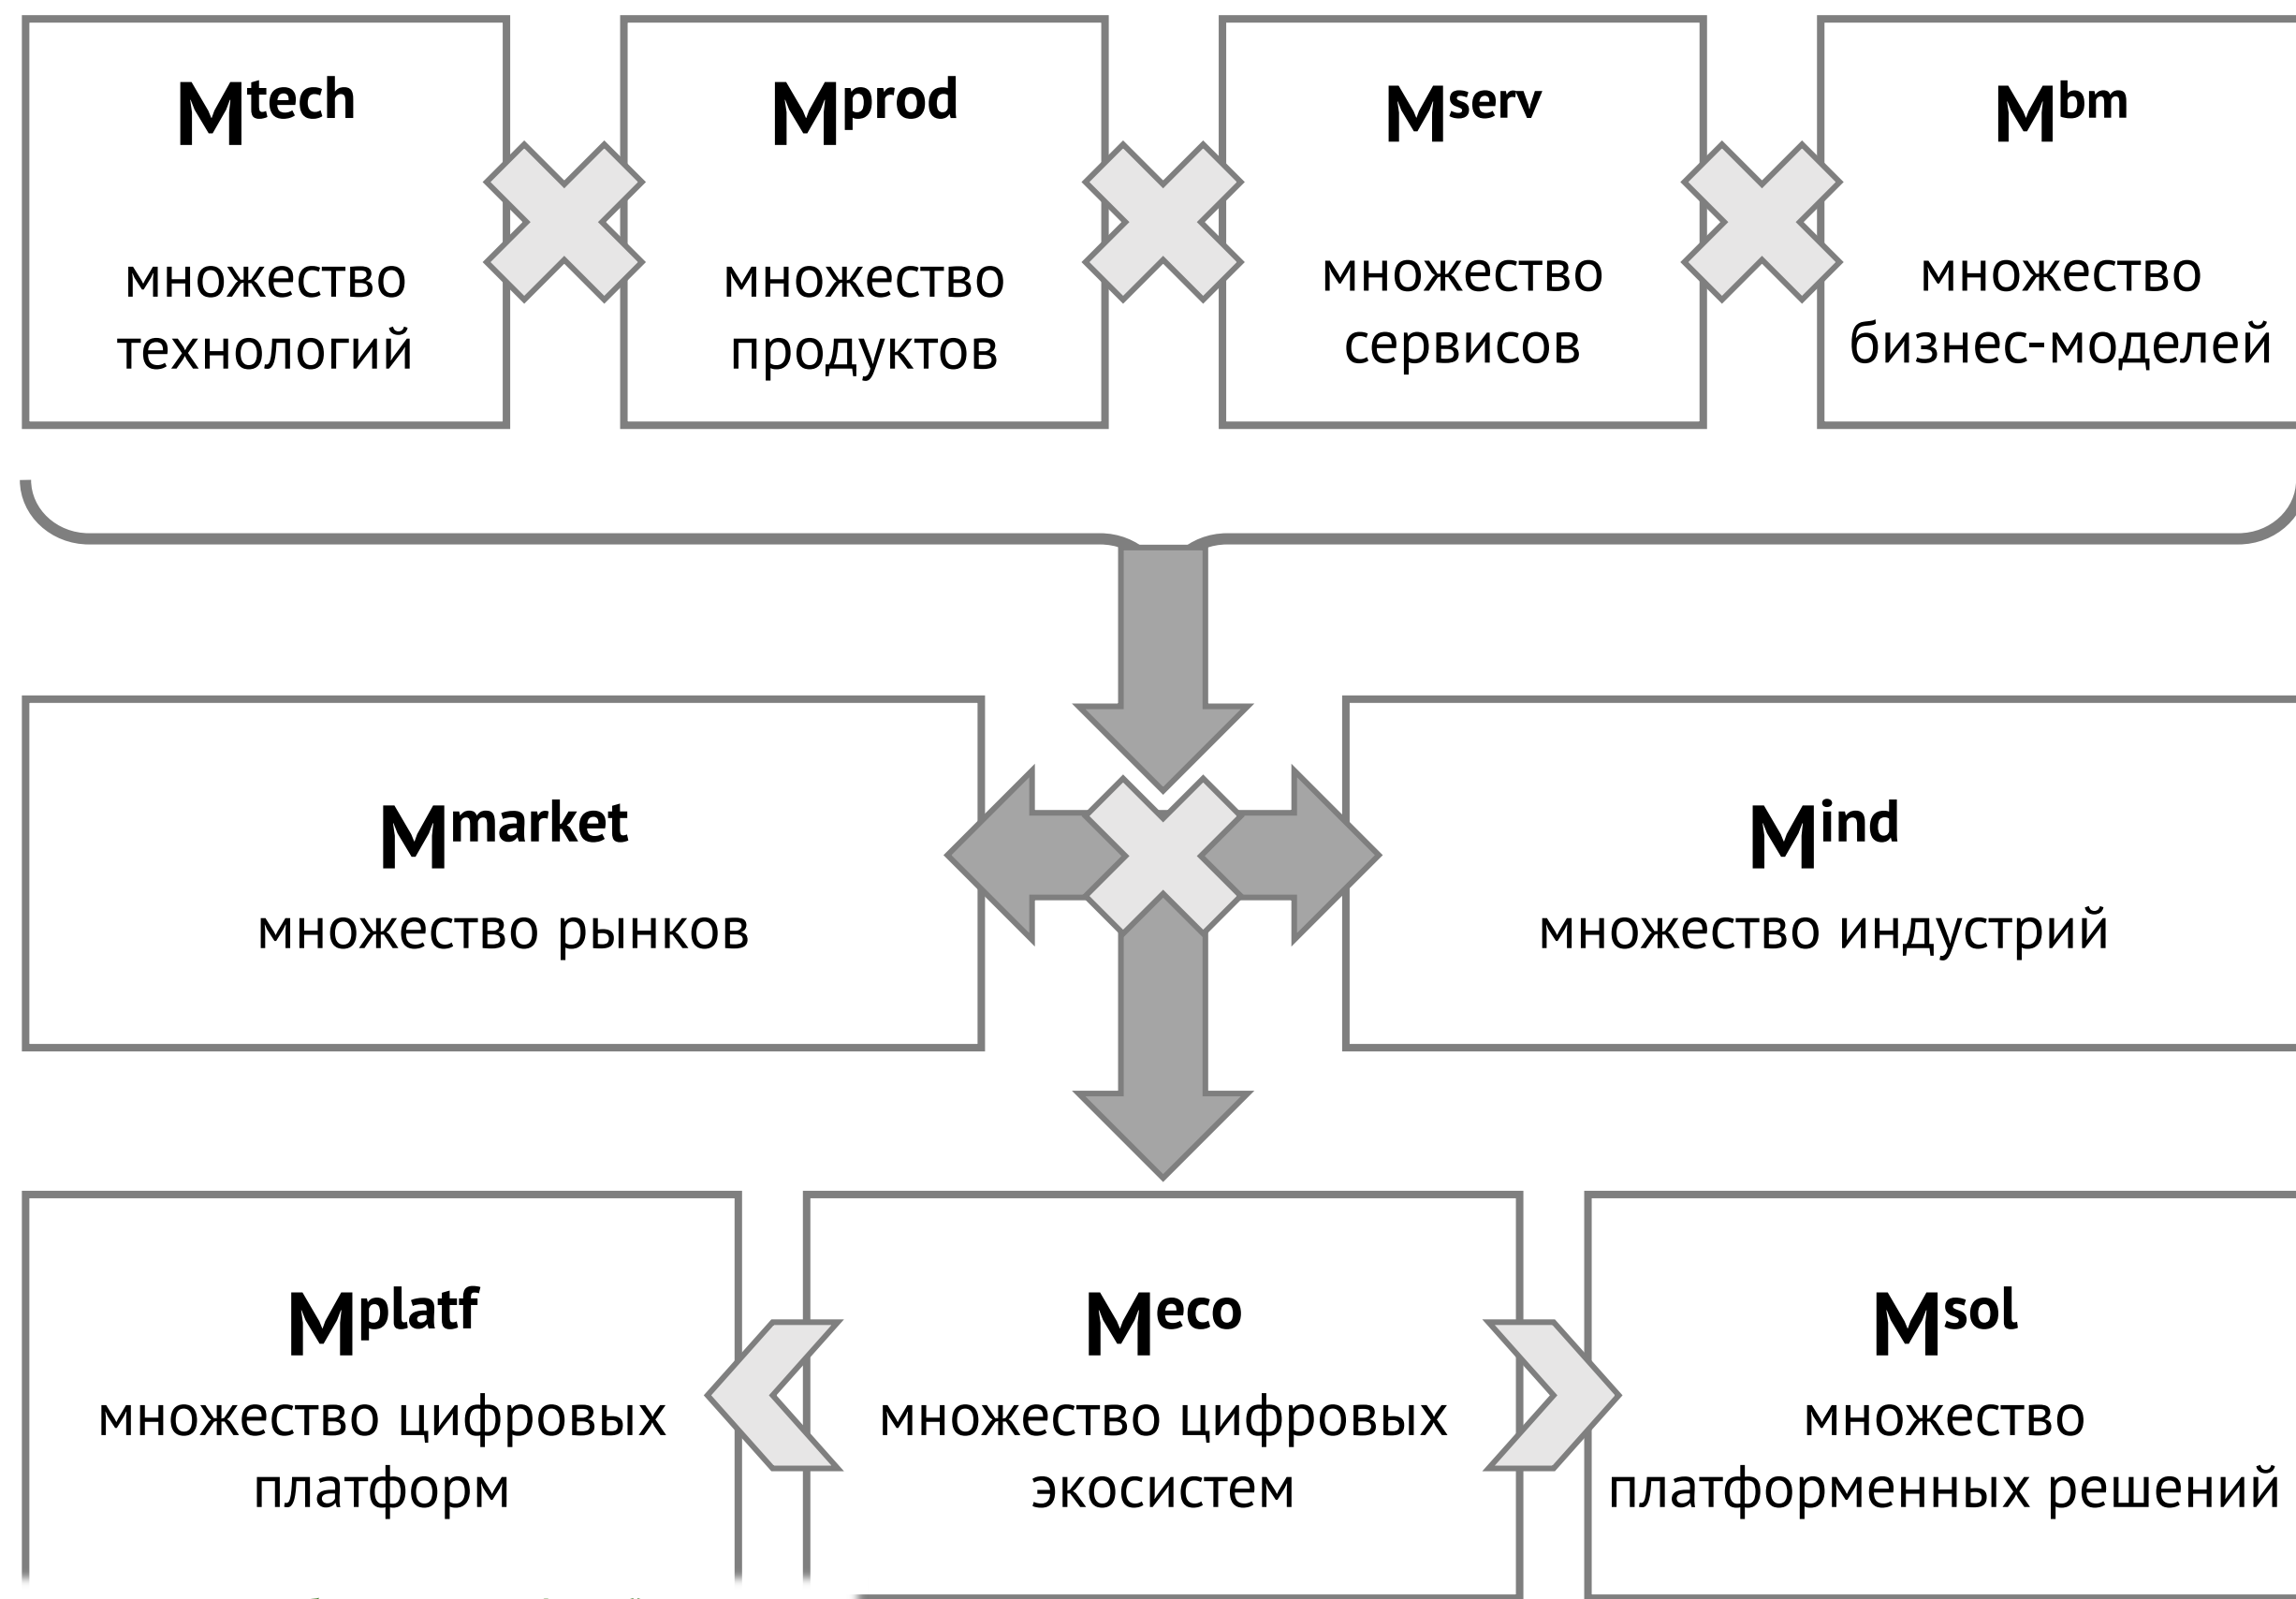 Mtech
множество
технологий
Mprod
множество
продуктов
Mserv
множество
сервисов
Mbm
множество
бизнес-моделей
Mmarket
множество рынков
Mind
множество индустрий
Mplatf
множество цифровых
платформ
Meco
множество цифровых
экосистем
Msol
множество
платформенных решений